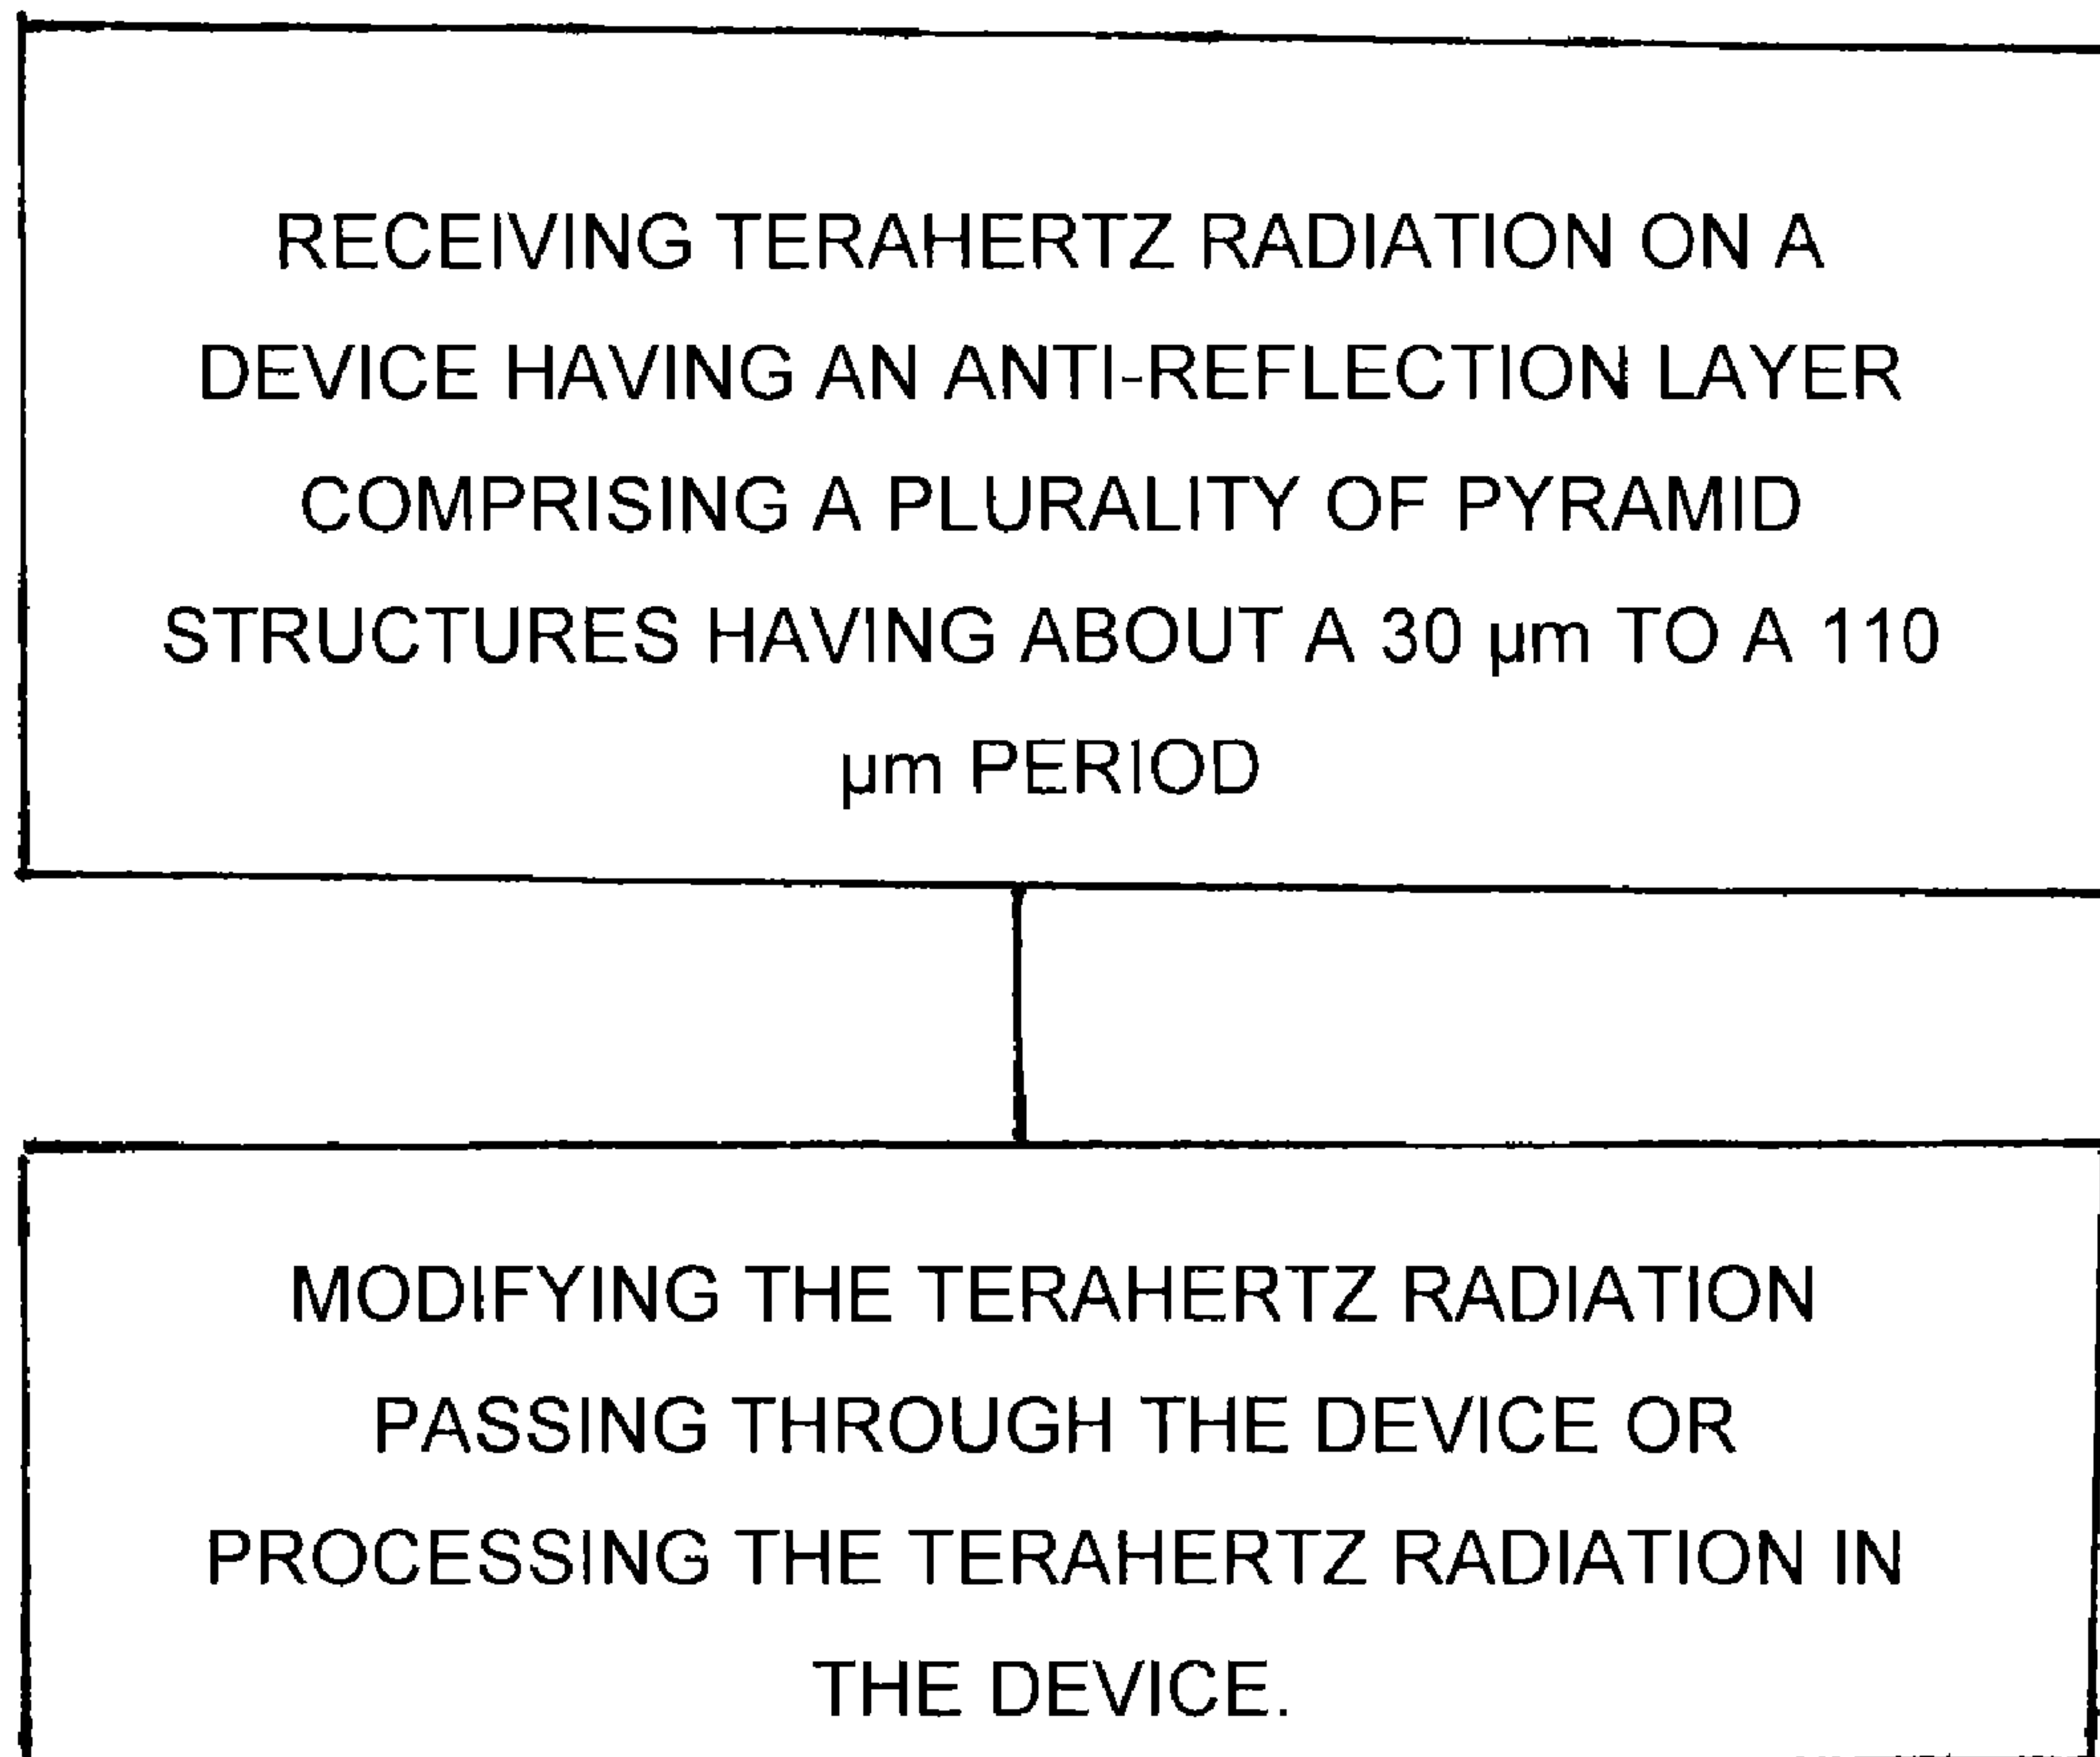 RECEIVING TERAHERTZ RADIATION ON A
DEVICE HAVING AN ANTI-REFLECTION LAYER
COMPRISING A PLURALITY OF PYRAMID
STRUCTURES HAVING ABOUT A 30 µm TO A 110
µm PERIOD
MODIFYING THE TERAHERTZ RADIATION
PASSING THROUGH THE DEVICE OR
PROCESSING THE TERAHERTZ RADIATION IN
THE DEVICE.